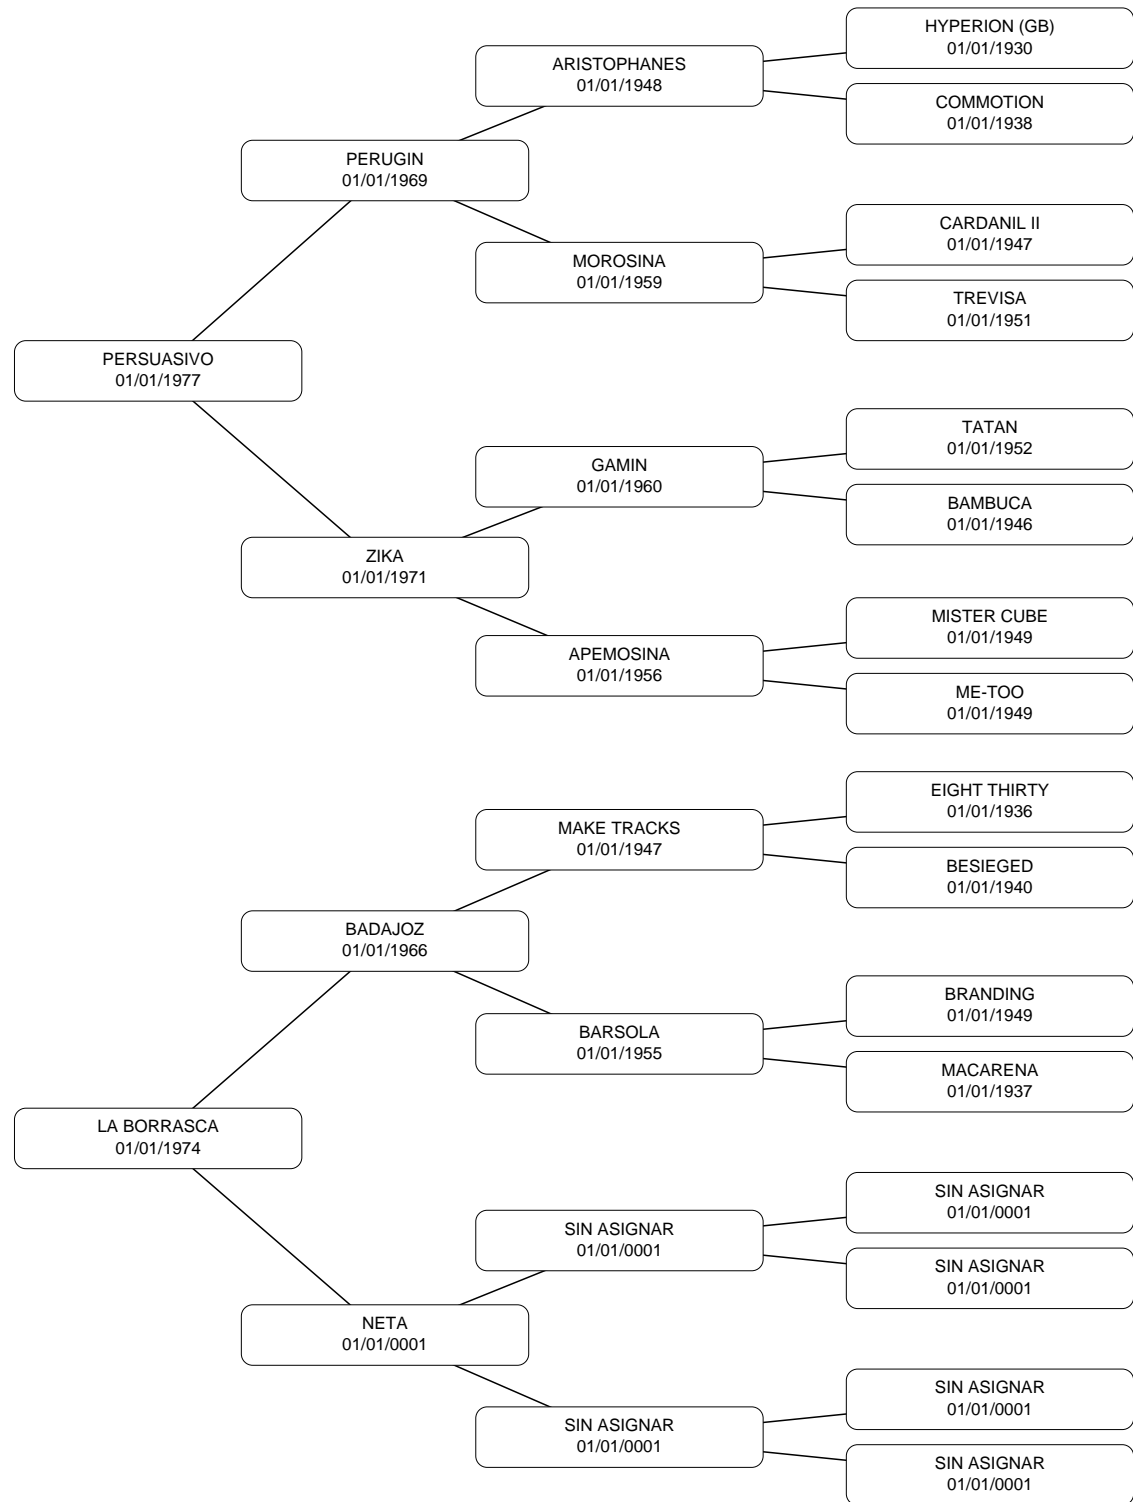 HYPERION (GB)
01/01/1930
ARISTOPHANES
01/01/1948
COMMOTION
01/01/1938
PERUGIN
01/01/1969
CARDANIL II
01/01/1947
MOROSINA
01/01/1959
TREVISA
01/01/1951
PERSUASIVO
01/01/1977
TATAN
01/01/1952
GAMIN
01/01/1960
BAMBUCA
01/01/1946
ZIKA
01/01/1971
MISTER CUBE
01/01/1949
APEMOSINA
01/01/1956
ME-TOO
01/01/1949
EIGHT THIRTY
01/01/1936
MAKE TRACKS
01/01/1947
BESIEGED
01/01/1940
BADAJOZ
01/01/1966
BRANDING
01/01/1949
BARSOLA
01/01/1955
MACARENA
01/01/1937
LA BORRASCA
01/01/1974
SIN ASIGNAR
01/01/0001
SIN ASIGNAR
01/01/0001
SIN ASIGNAR
01/01/0001
NETA
01/01/0001
SIN ASIGNAR
01/01/0001
SIN ASIGNAR
01/01/0001
SIN ASIGNAR
01/01/0001